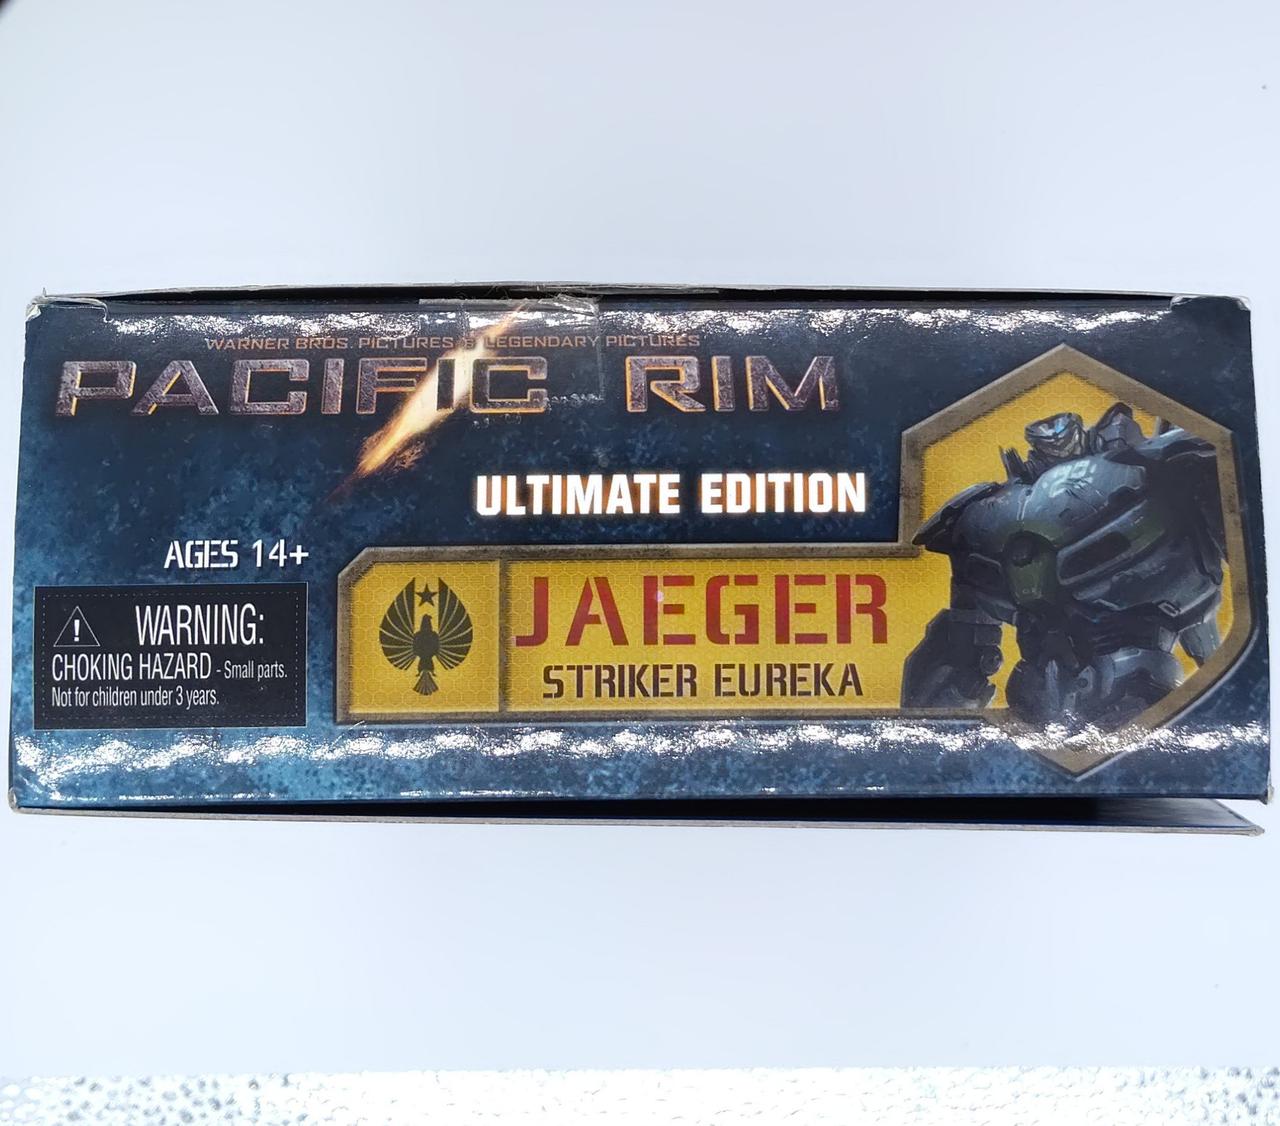 WARNER BROS. PICTURES & LEGENDARY PICTURES
PACIFIC RIM
ULTIMATE EDITION
AGES 14+
WARNING:
CHOKING HAZARD - Small parts.
Not for children under 3 years.
JAEGER
STRIKER EUREKA